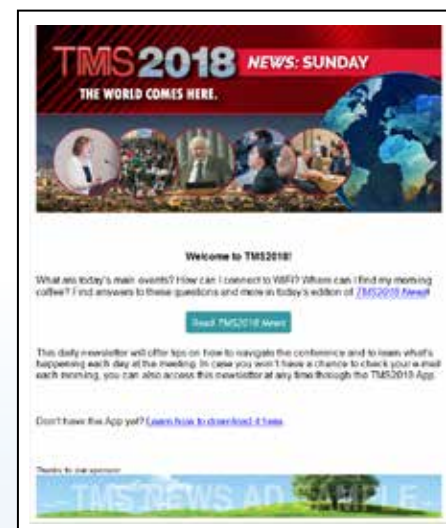 TMS2018 NEWS: SUNDAY
THE WORLD COMES HERE.
Welcome to TMS2018!
What are today's main events? How can I connect to WiFi? Where can I find my morning
coffee? Find answers to these questions and more in today's edition of TMS2018 News!
Read TMS2018 News
This daily newsletter will offer tips on how to navigate the conference and to learn what's
happening each day at the meeting. In case you won't have a chance to check your e-mail
each morning, you can also access this newsletter at any time through the TMS2018 App.
Don't have the App yet? Learn how to download it here.
Thanks to our sponsor:
- TMS NEWS AD SAMPLE -